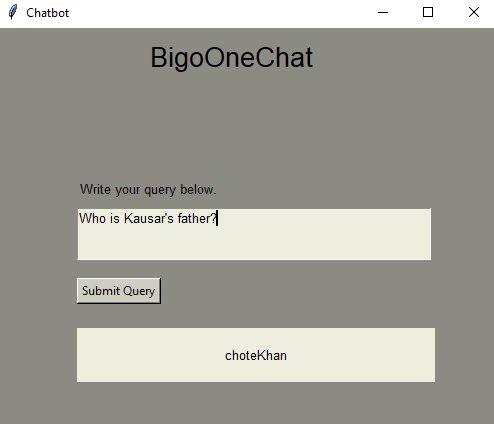 Chatbot
BigoOneChat
Write your query below.
Who is Kausar's father?
Submit Query
choteKhan